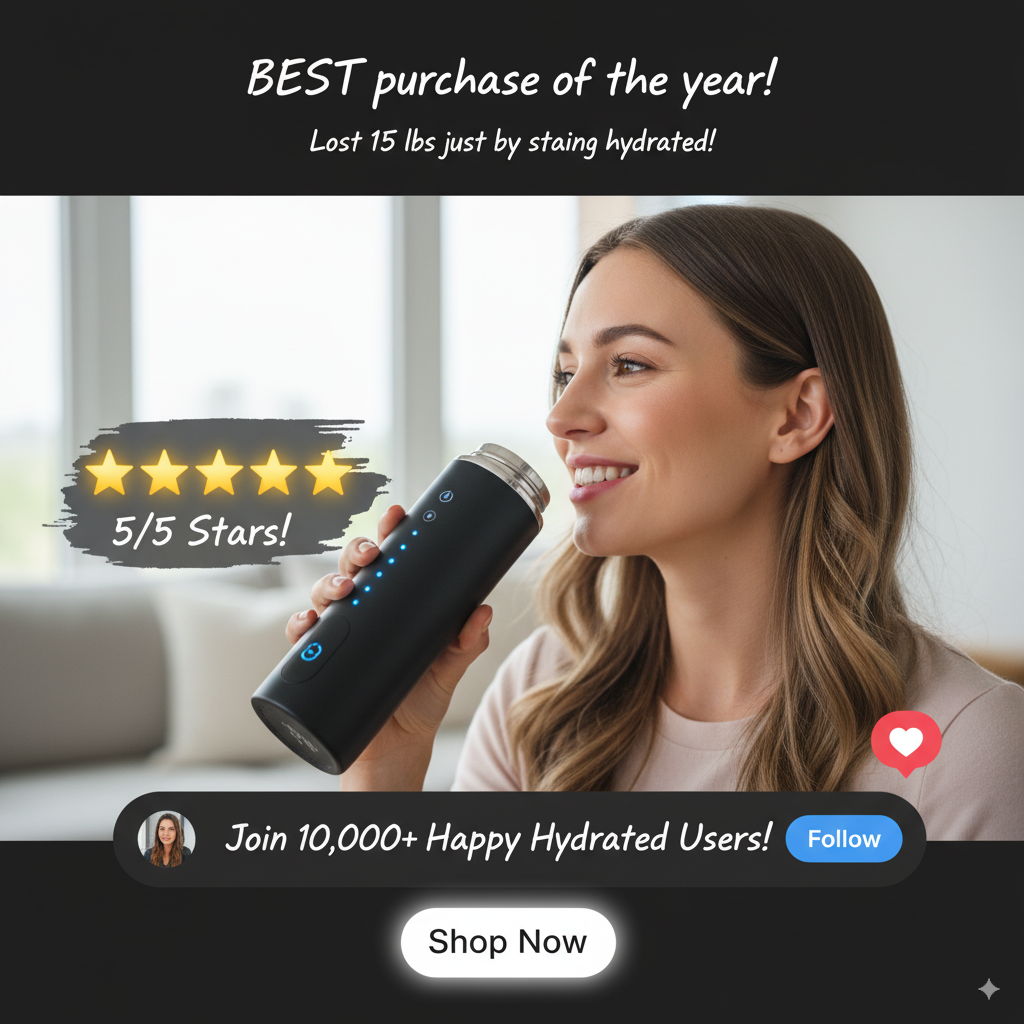 BEST purchase of the year!
Lost 15 lbs just by staing hydrated!
5/5 Stars!
Join 10,000+ Happy Hydrated Users!
Follow
Shop Now